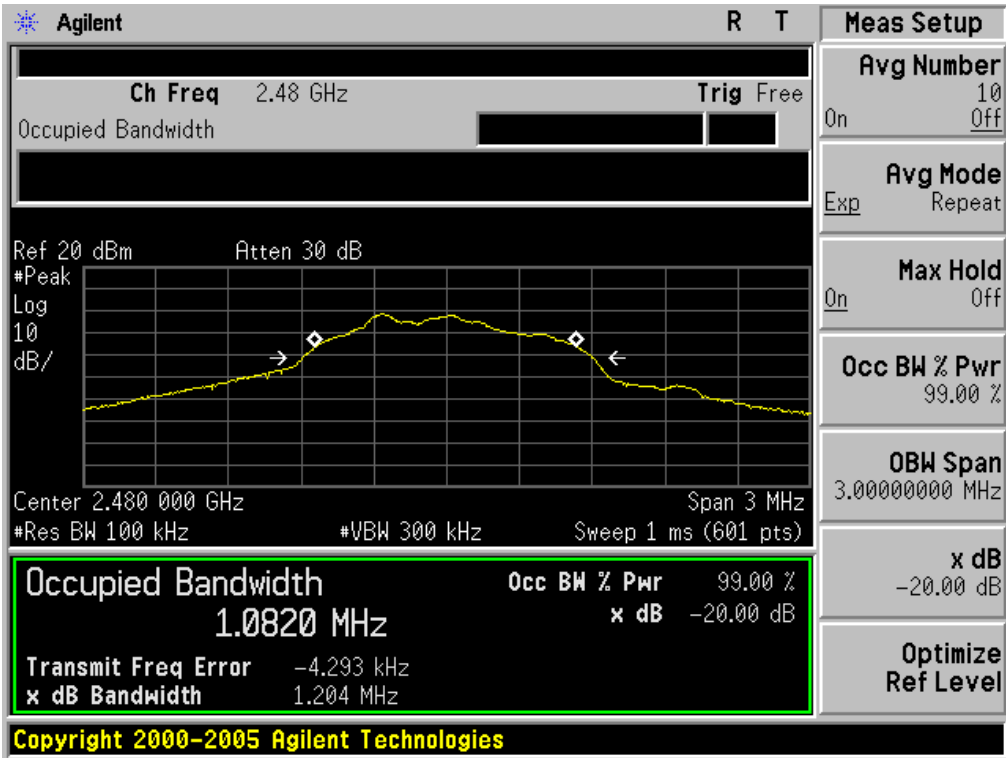 Agilent R T Meas Setup
Ch Freq 2.48 GHz Trig Free
Occupied Bandwidth
Avg Number
10
On Off
Avg Mode
Exp Repeat
Max Hold
On Off
Occ BW % Pwr
99.00 %
OBW Span
3.00000000 MHz
x dB
-20.00 dB
Optimize
Ref Level
Ref 20 dBm Atten 30 dB
#Peak
Log
10
dB/
Center 2.480 000 GHz Span 3 MHz
#Res BW 100 kHz #VBW 300 kHz Sweep 1 ms (601 pts)
Occupied Bandwidth Occ BW % Pwr 99.00 %
1.0820 MHz x dB -20.00 dB
Transmit Freq Error -4.293 kHz
x dB Bandwidth 1.204 MHz
Copyright 2000-2005 Agilent Technologies